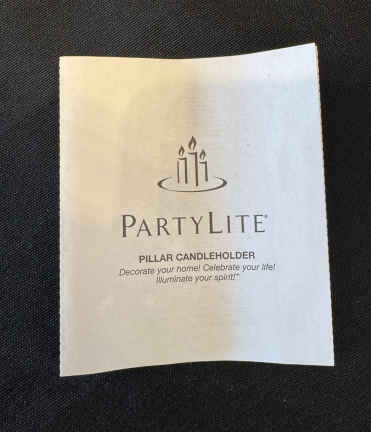 PARTYLITE®
PILLAR CANDLEHOLDER
Decorate your home! Celebrate your life!
Illuminate your spirit!™